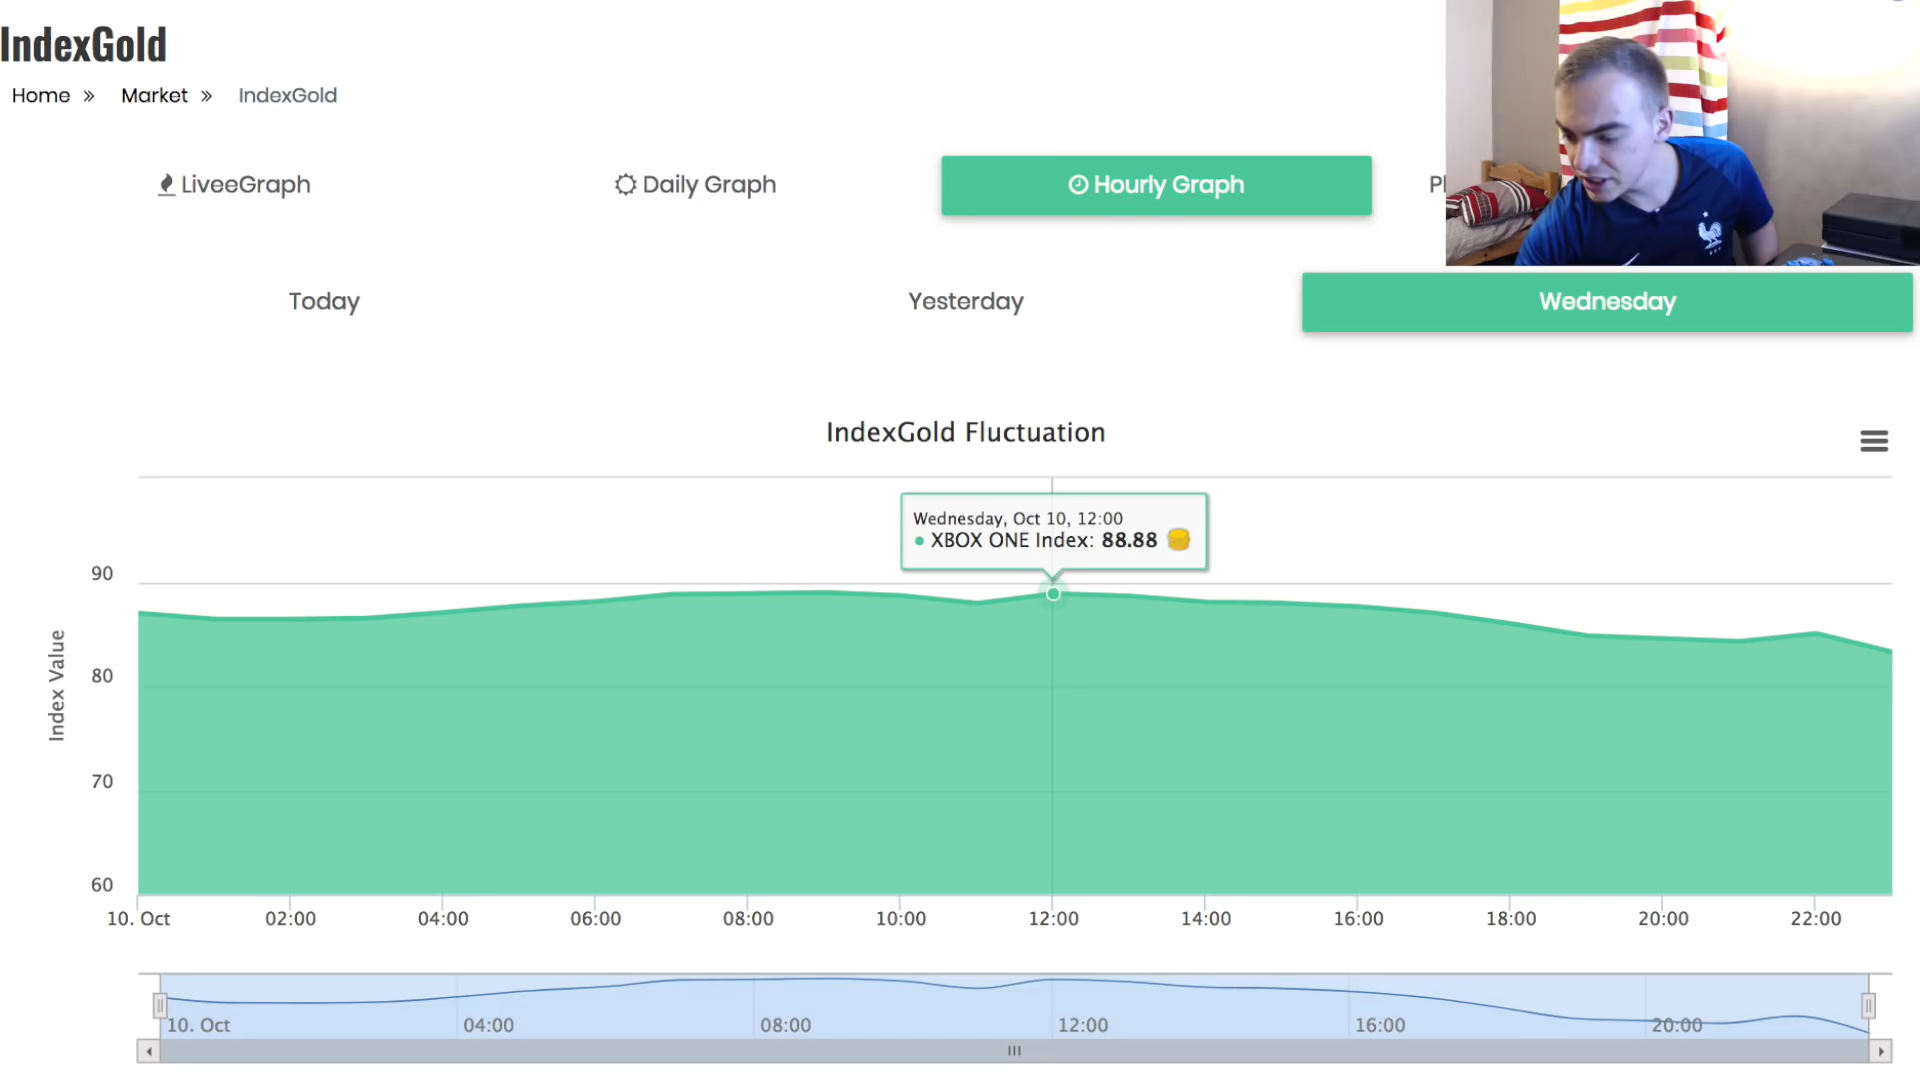 IndexGold
Home » Market » IndexGold
LiveeGraph
Daily Graph
Hourly Graph
Today
Yesterday
Wednesday
IndexGold Fluctuation
Wednesday, Oct 10, 12:00
XBOX ONE Index: 88.88
Index Value
90
80
70
60
10. Oct
02:00
04:00
06:00
08:00
10:00
12:00
14:00
16:00
18:00
20:00
22:00
10. Oct
04:00
08:00
12:00
16:00
20:00